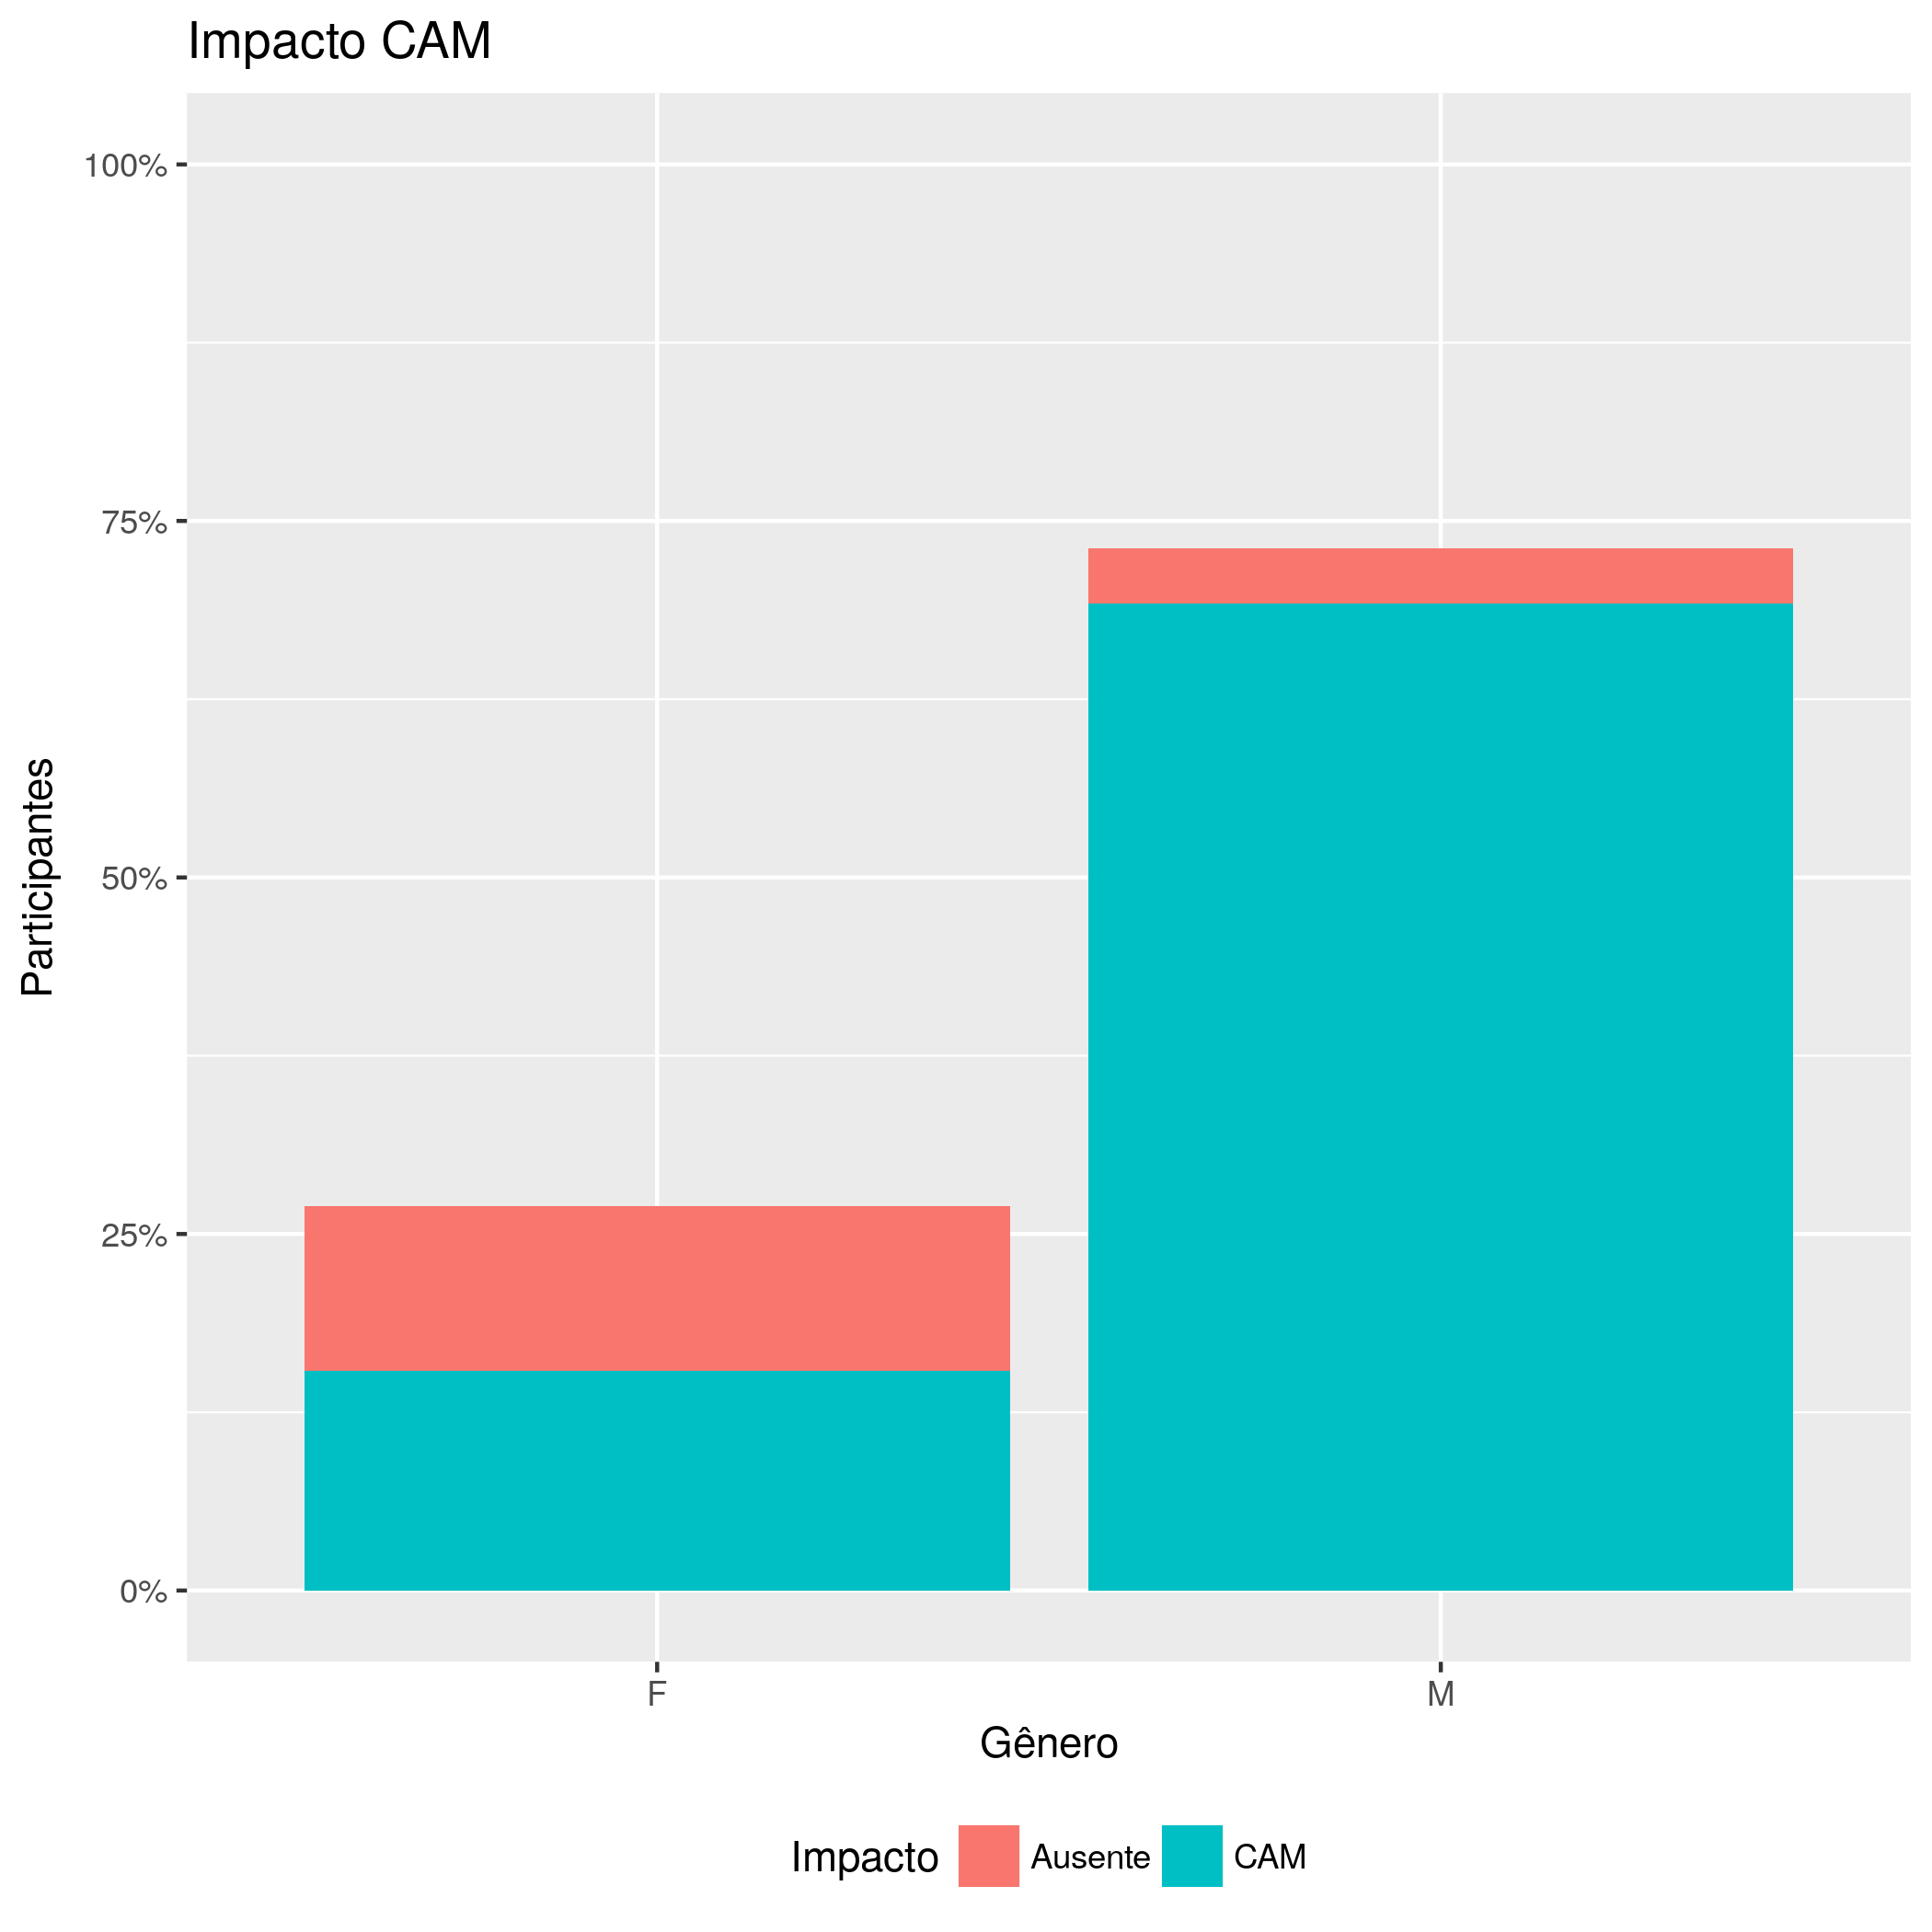 Impacto CAM
100%
75%
50%
25%
0%
Participantes
F M
Gênero
Impacto Ausente CAM